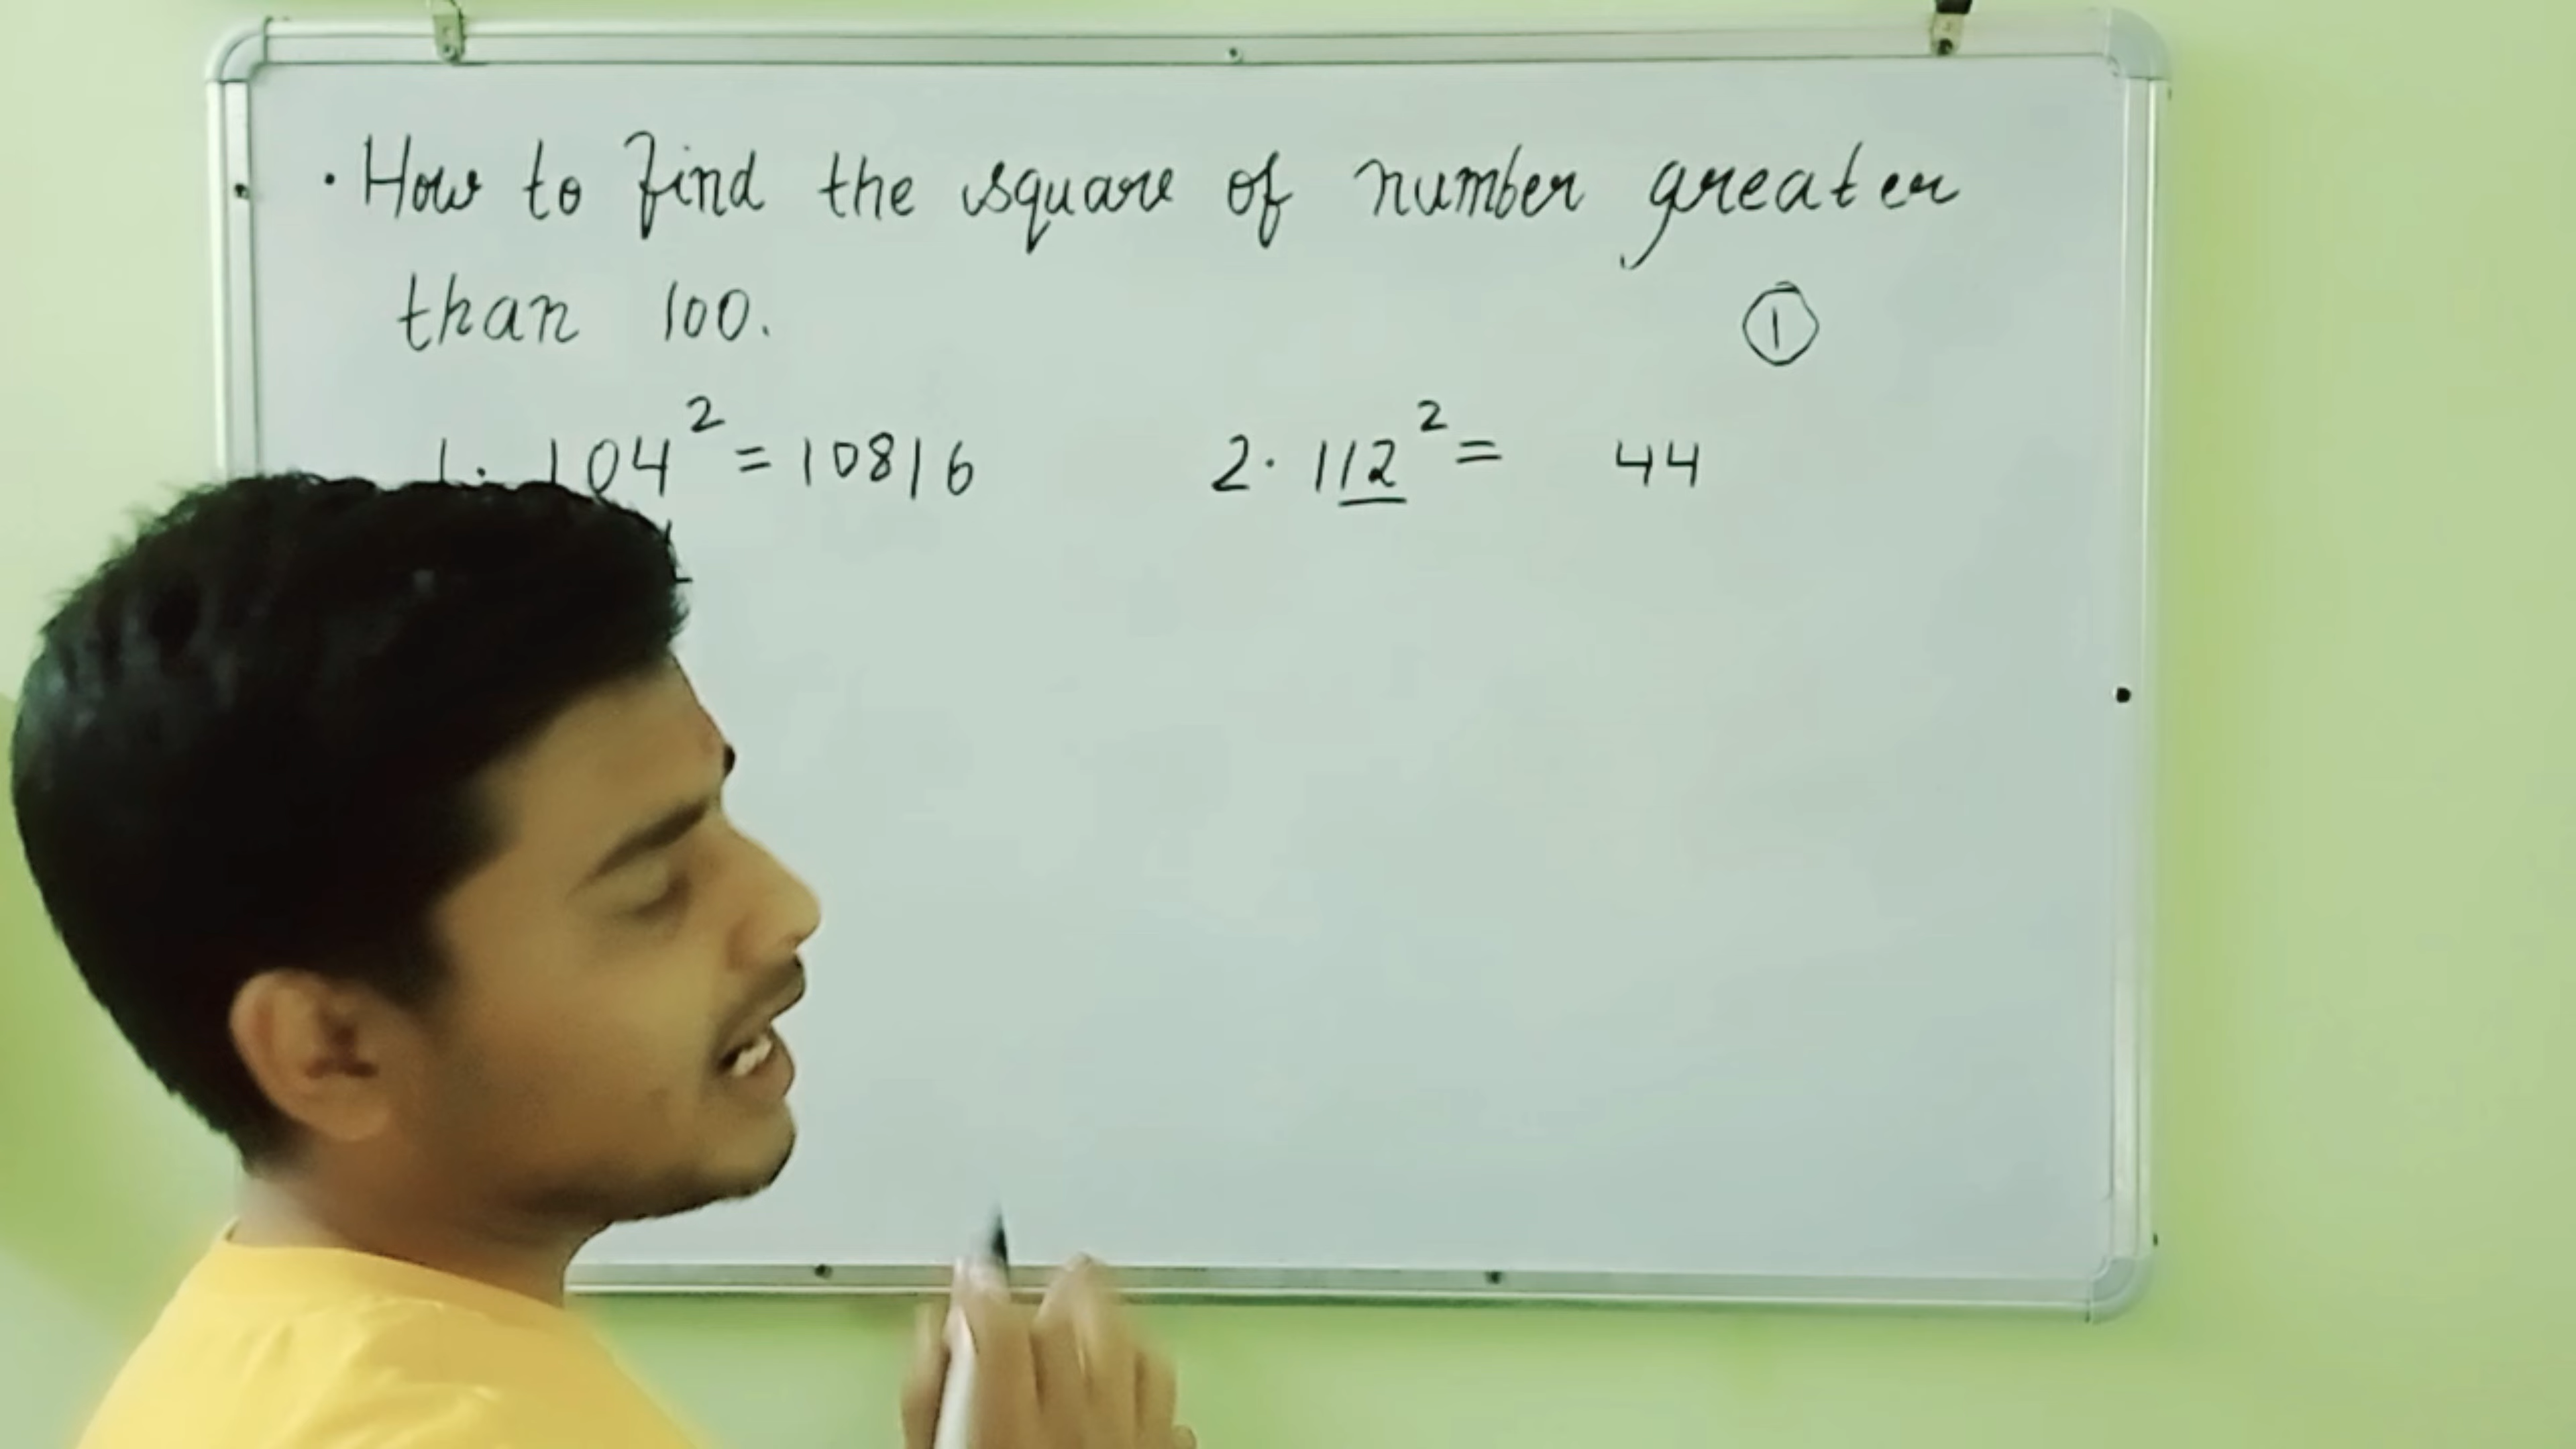 · How to find the square of number greater
than 100.
①
1. 104² = 10816
2. 112² = 44